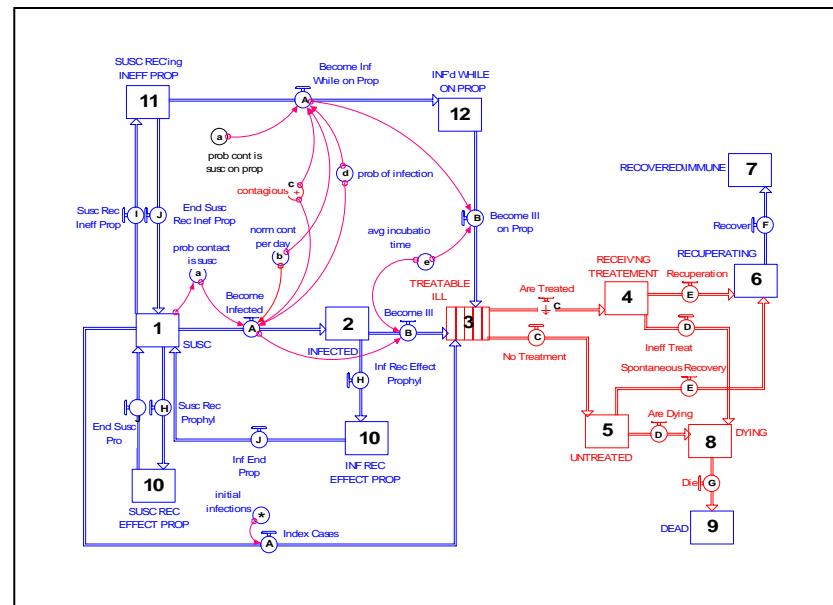 SUSC REC'ing
INEFF PROP
11
Become Inf
While on Prop
A
INF'd WHILE
ON PROP
12
a
prob cont is
susc on prop
c
contagious
+
d
prob of infection
7
RECOVERED\IMMUNE
Susc Rec
Ineff Prop
I
J
End Susc
Rec Inef Prop
norm cont
per day
b
avg incubatio
time
e
B
Become Ill
on Prop
Recover
F
prob contact
is susc
a
RECUPERATING
6
RECEIV'NG
TREATEMENT
4
Recuperation
E
Are Treated
C
TREATABLE
ILL
3
Become
Infected
A
1
SUSC
2
INFECTED
Become Ill
B
C
No Treatment
D
Ineff Treat
Spontaneous Recovery
E
Inf Rec Effect
Prophyl
H
End Susc
Pro
J
H
Susc Rec
Prophyl
J
Inf End
Prop
10
INF REC
EFFECT PROP
5
UNTREATED
Are Dying
D
8
DYING
10
SUSC REC
EFFECT PROP
initial
infections
*
A
Index Cases
Die
G
DEAD
9